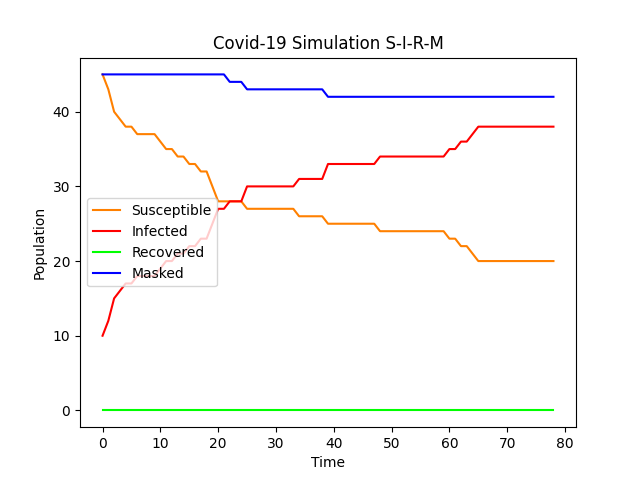 Covid-19 Simulation S-I-R-M
Population
40
30
20
10
0
Susceptible
Infected
Recovered
Masked
0 10 20 30 40 50 60 70 80
Time